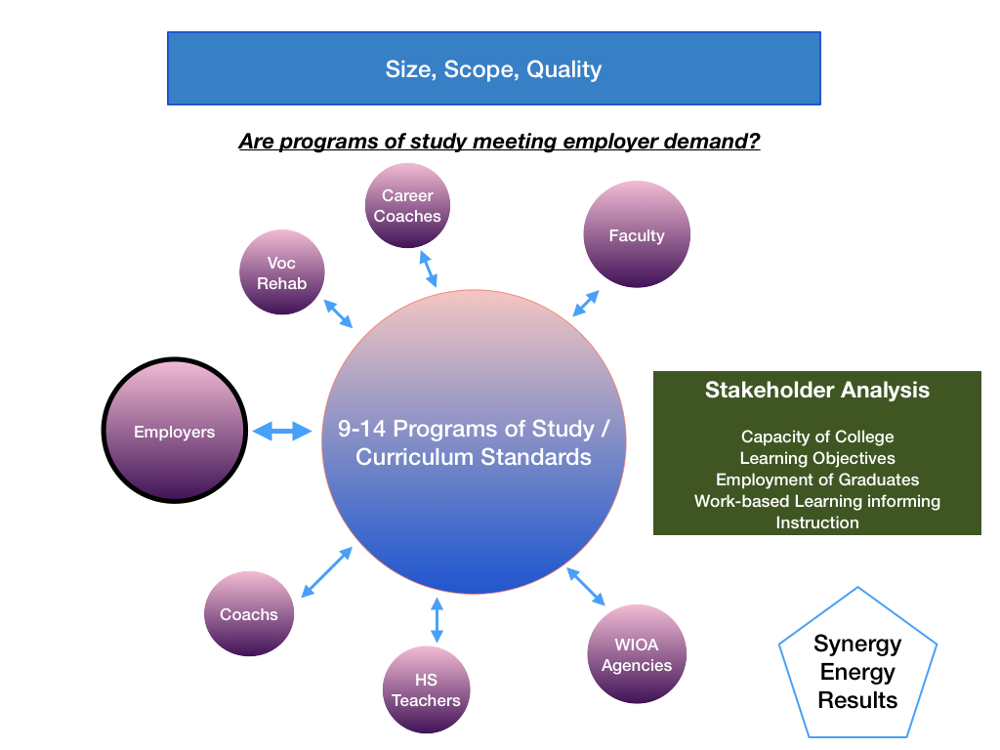 Size, Scope, Quality
Are programs of study meeting employer demand?
Career
Coaches
Faculty
Voc
Rehab
Employers
9-14 Programs of Study /
Curriculum Standards
Stakeholder Analysis
Capacity of College
Learning Objectives
Employment of Graduates
Work-based Learning informing
Instruction
Coachs
HS
Teachers
WIOA
Agencies
Synergy
Energy
Results